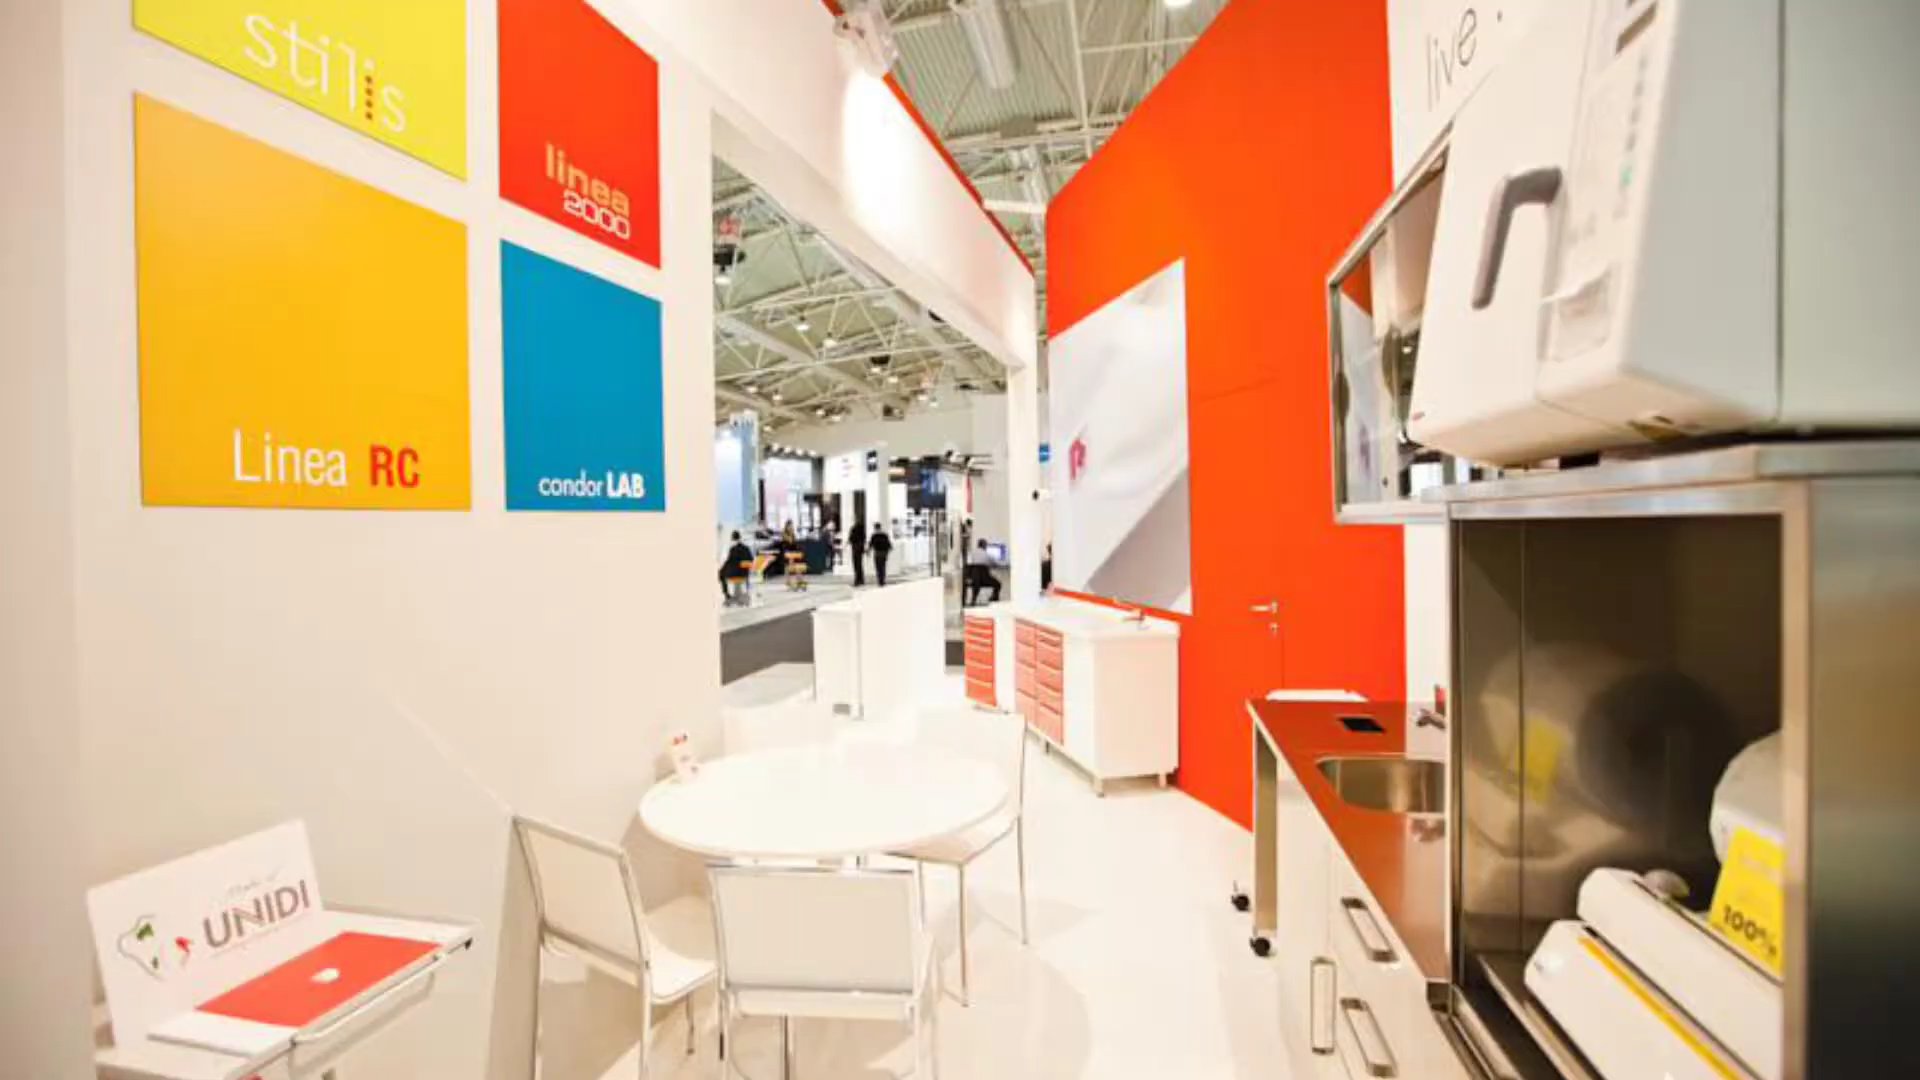 stilis
linea
2000
Linea RC
condor LAB
live
UNIDI
100%